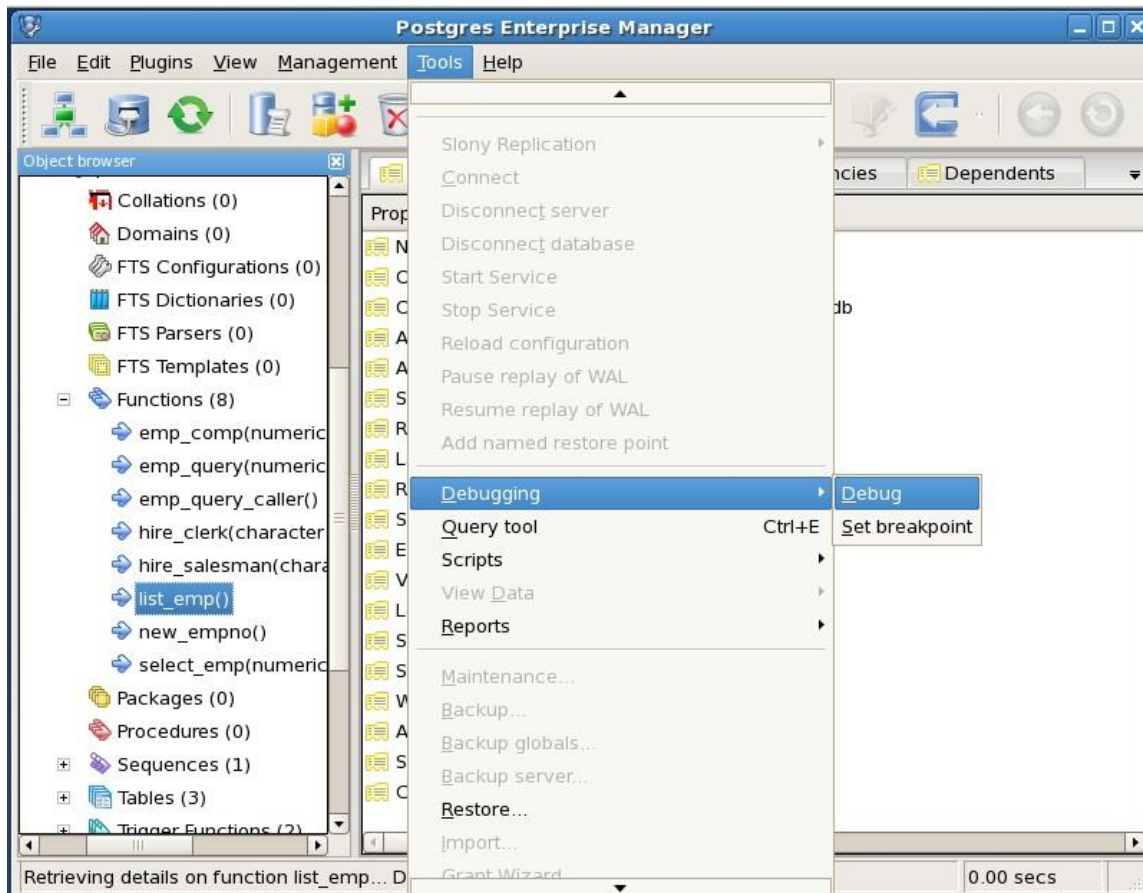 Postgres Enterprise Manager
File Edit Plugins View Management Tools Help
Object browser
Collations (0)
Domains (0)
FTS Configurations (0)
FTS Dictionaries (0)
FTS Parsers (0)
FTS Templates (0)
Functions (8)
emp_comp(numeric
emp_query(numeric
emp_query_caller()
hire_clerk(character
hire_salesman(chara
list_emp()
new_empno()
select_emp(numeric
Packages (0)
Procedures (0)
Sequences (1)
Tables (3)
Trigger Functions (2)
ncies Dependents
Prop
N
C
C
db
A
A
S
R
L
R
S
E
V
L
S
S
W
A
S
C
Slony Replication
Connect
Disconnect server
Disconnect database
Start Service
Stop Service
Reload configuration
Pause replay of WAL
Resume replay of WAL
Add named restore point
Debugging
Query tool Ctrl+E
Scripts
View Data
Reports
Maintenance...
Backup...
Backup globals...
Backup server...
Restore...
Import...
Grant Wizard
Debug
Set breakpoint
Retrieving details on function list_emp... D
0.00 secs